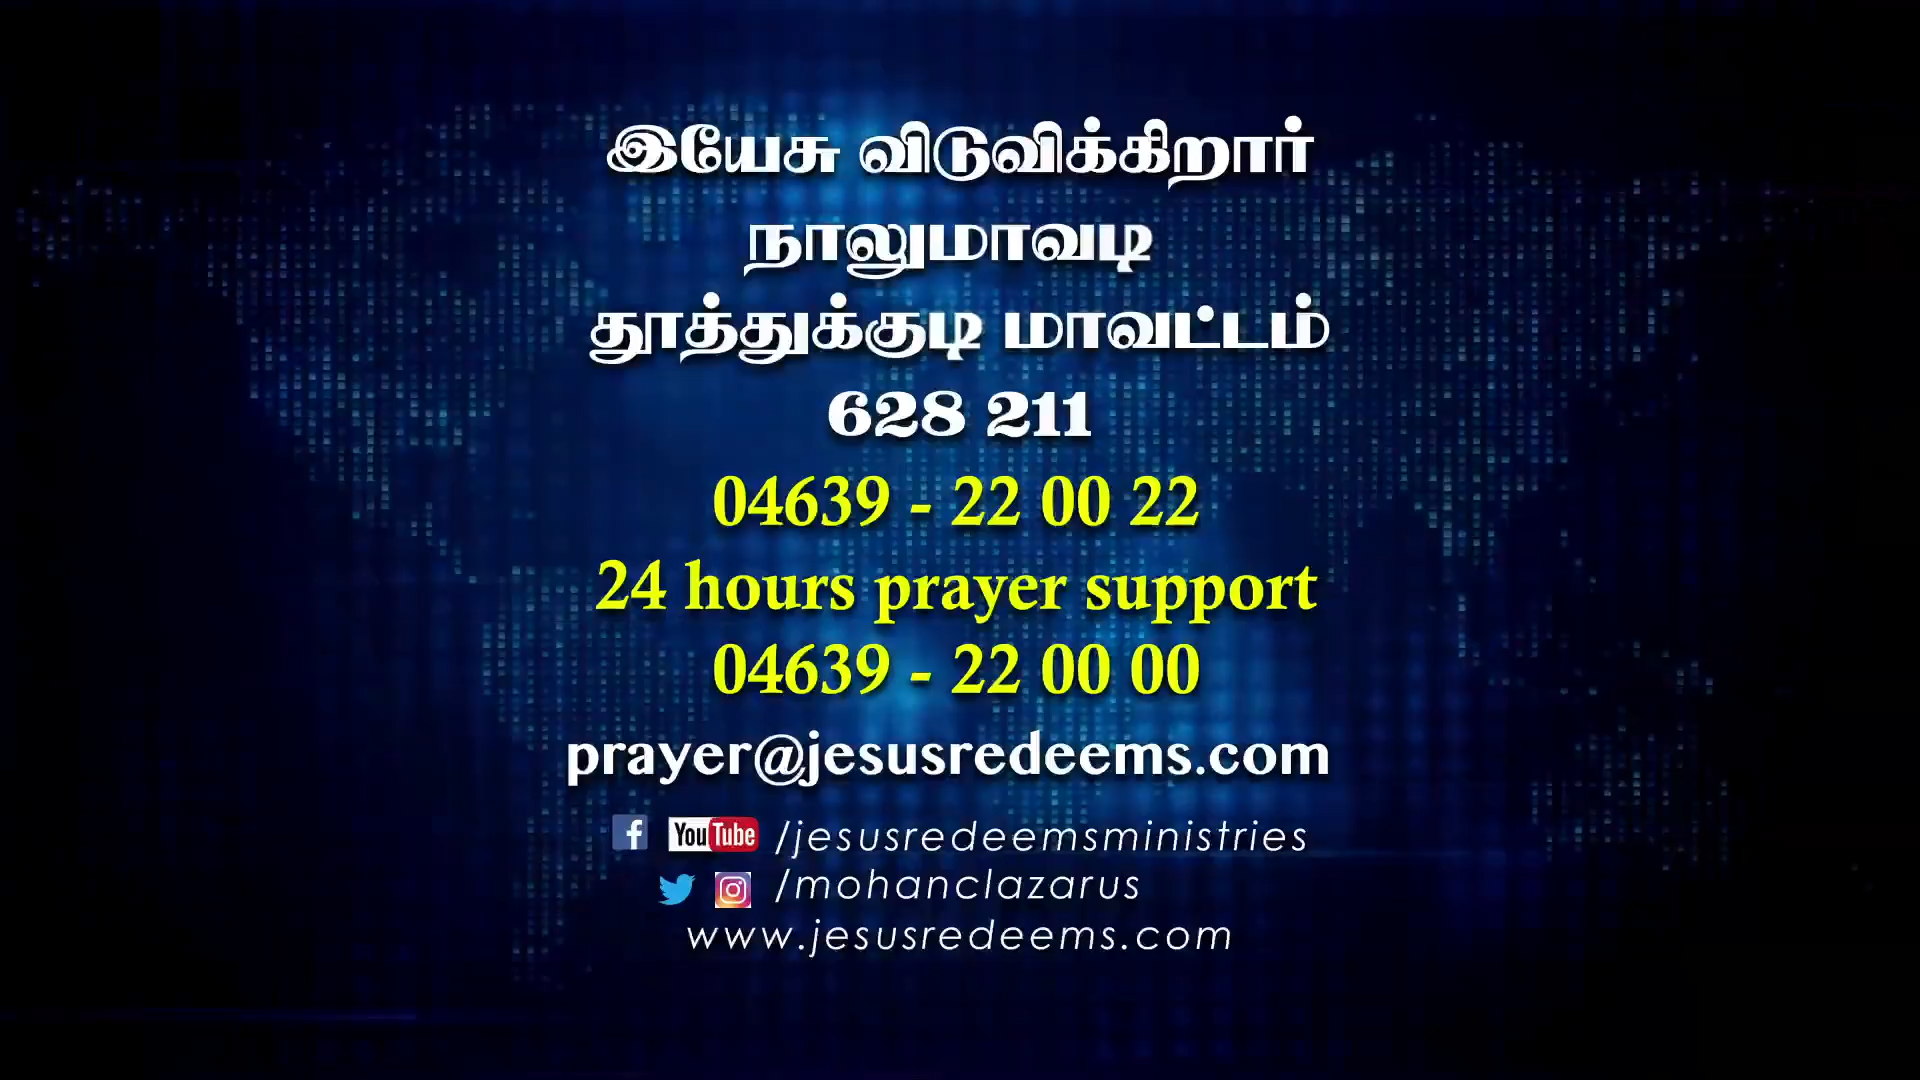 இயேசு விடுவிக்கிறார்
நாலுமாவடி
தூத்துக்குடி மாவட்டம்
628 211
04639 - 22 00 22
24 hours prayer support
04639 - 22 00 00
prayer@jesusredeems.com
f YouTube /jesusredeemsministries
/mohanclazarus
www.jesusredeems.com